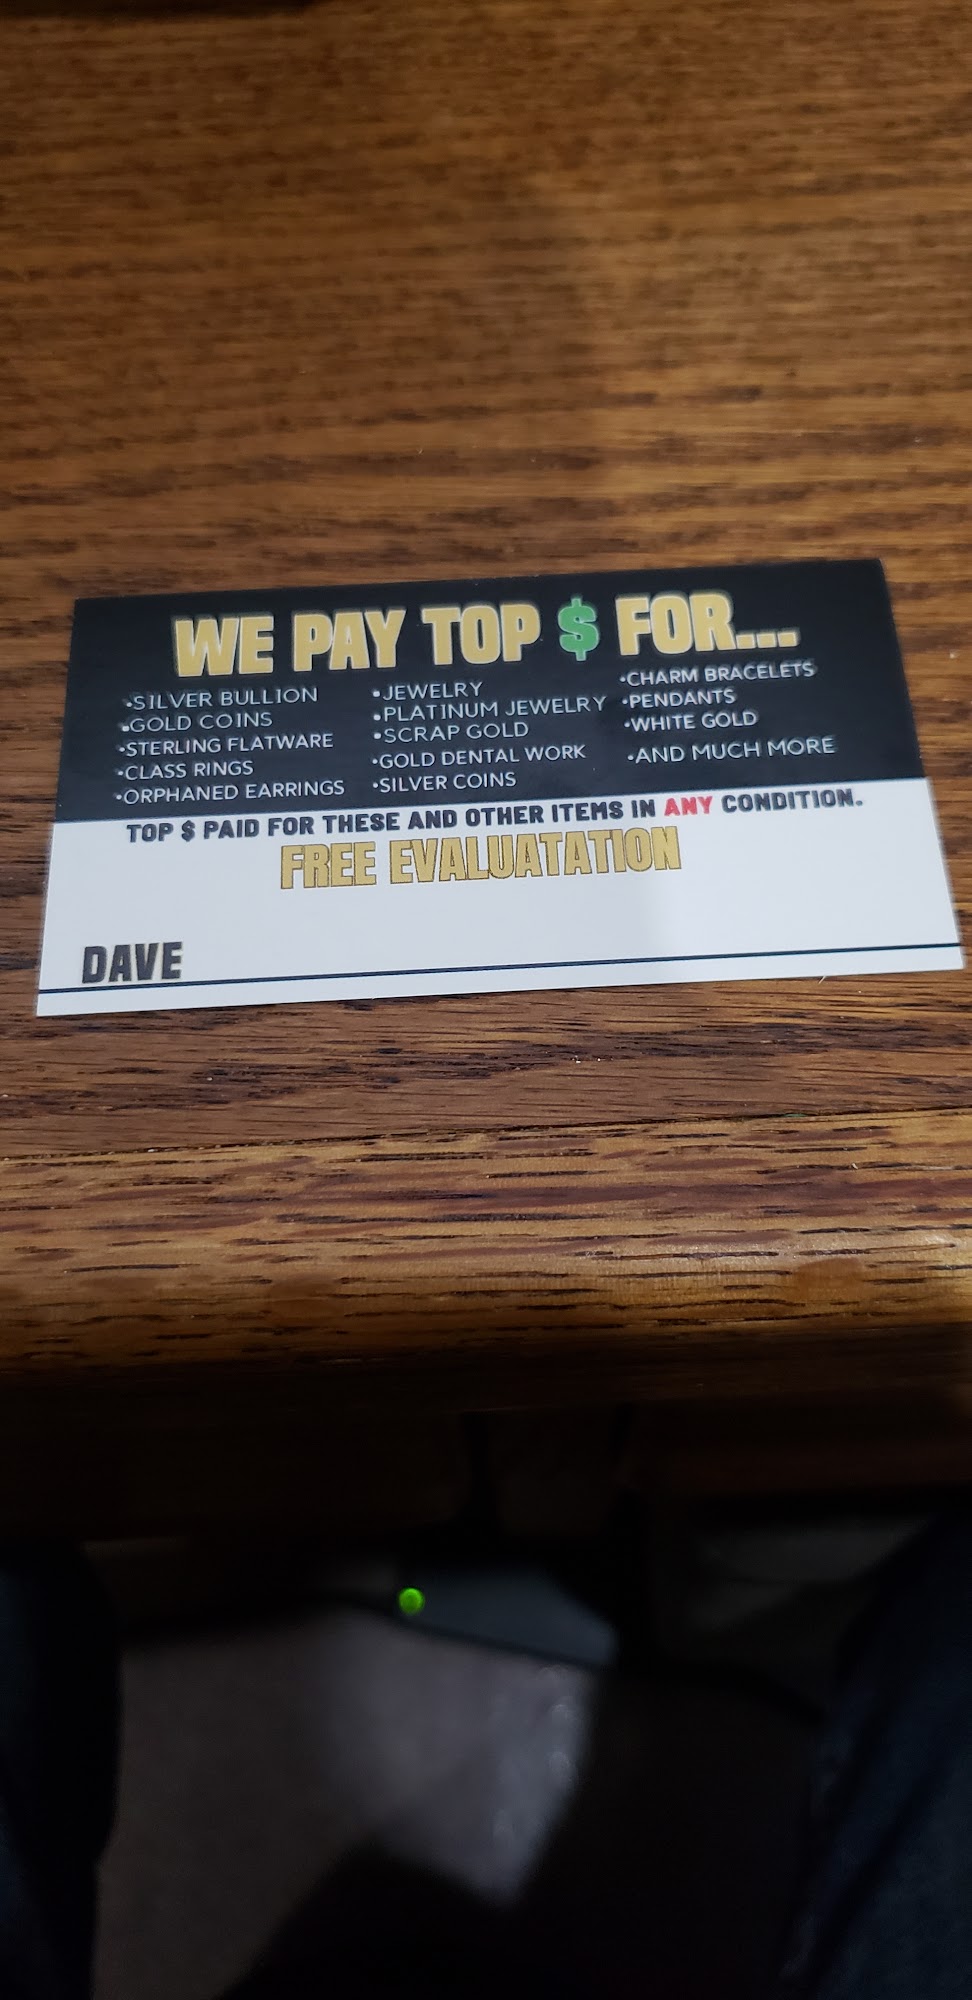 WE PAY TOP $ FOR...
•SILVER BULLION
•GOLD COINS
•STERLING FLATWARE
•CLASS RINGS
•ORPHANED EARRINGS
•JEWELRY
•PLATINUM JEWELRY
•SCRAP GOLD
•GOLD DENTAL WORK
•SILVER COINS
•CHARM BRACELETS
•PENDANTS
•WHITE GOLD
•AND MUCH MORE
TOP $ PAID FOR THESE AND OTHER ITEMS IN ANY CONDITION.
FREE EVALUATATION
DAVE